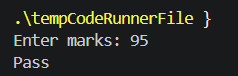 .\tempCodeRunnerFile }
Enter marks: 95
Pass